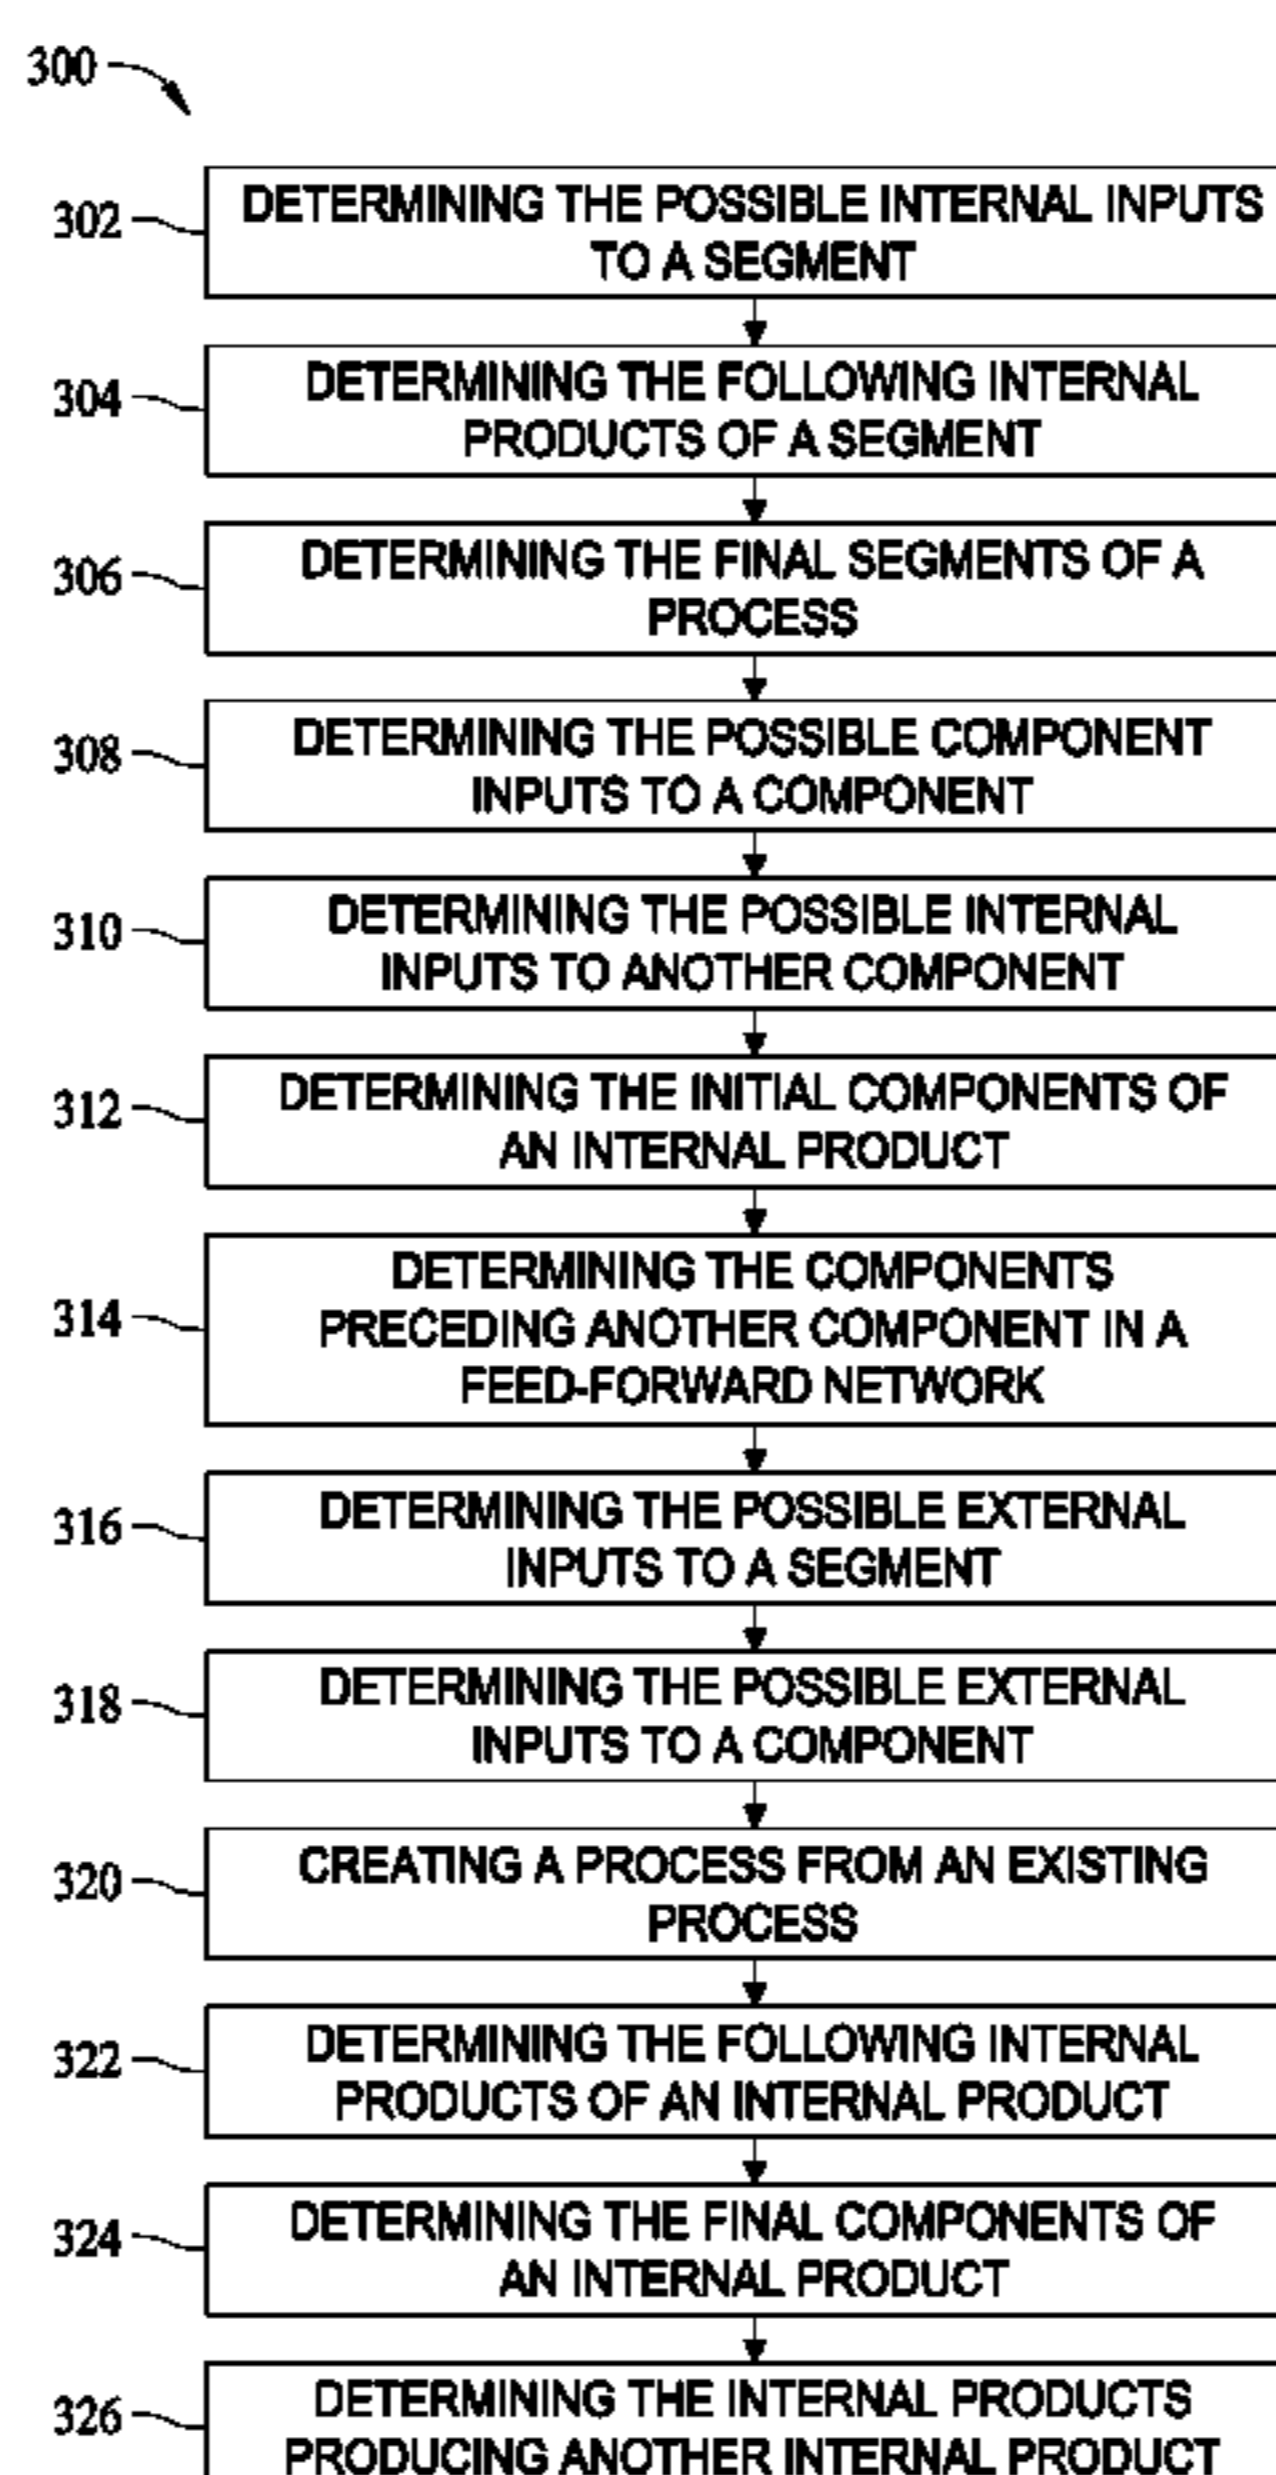 300
302
DETERMINING THE POSSIBLE INTERNAL INPUTS
TO A SEGMENT
304
DETERMINING THE FOLLOWING INTERNAL
PRODUCTS OF A SEGMENT
306
DETERMINING THE FINAL SEGMENTS OF A
PROCESS
308
DETERMINING THE POSSIBLE COMPONENT
INPUTS TO A COMPONENT
310
DETERMINING THE POSSIBLE INTERNAL
INPUTS TO ANOTHER COMPONENT
312
DETERMINING THE INITIAL COMPONENTS OF
AN INTERNAL PRODUCT
314
DETERMINING THE COMPONENTS
PRECEDING ANOTHER COMPONENT IN A
FEED-FORWARD NETWORK
316
DETERMINING THE POSSIBLE EXTERNAL
INPUTS TO A SEGMENT
318
DETERMINING THE POSSIBLE EXTERNAL
INPUTS TO A COMPONENT
320
CREATING A PROCESS FROM AN EXISTING
PROCESS
322
DETERMINING THE FOLLOWING INTERNAL
PRODUCTS OF AN INTERNAL PRODUCT
324
DETERMINING THE FINAL COMPONENTS OF
AN INTERNAL PRODUCT
326
DETERMINING THE INTERNAL PRODUCTS
PRODUCING ANOTHER INTERNAL PRODUCT